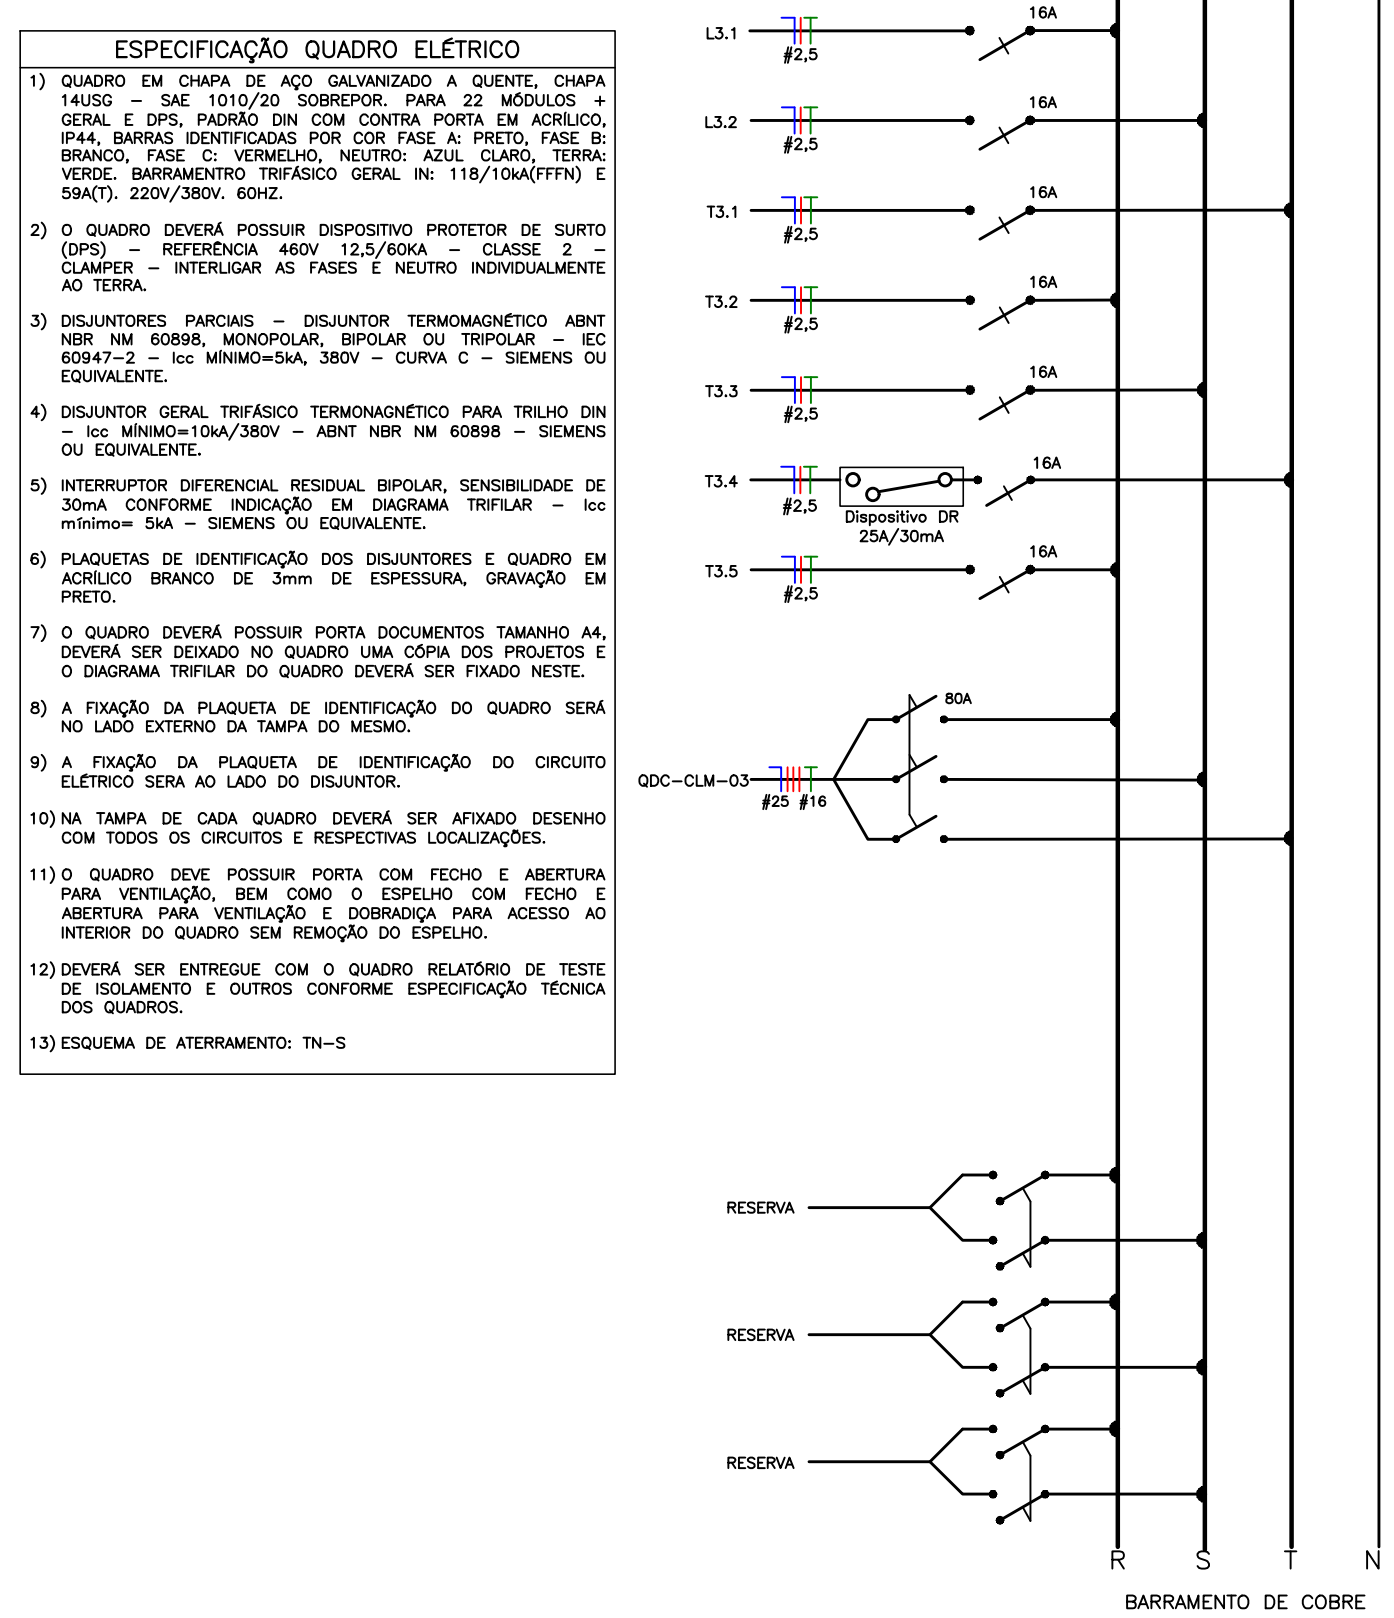 ESPECIFICAÇÃO QUADRO ELÉTRICO
1) QUADRO EM CHAPA DE AÇO GALVANIZADO A QUENTE, CHAPA
14USG – SAE 1010/20 SOBREPOR. PARA 22 MÓDULOS +
GERAL E DPS, PADRÃO DIN COM CONTRA PORTA EM ACRÍLICO,
IP44, BARRAS IDENTIFICADAS POR COR FASE A: PRETO, FASE B:
BRANCO, FASE C: VERMELHO, NEUTRO: AZUL CLARO, TERRA:
VERDE. BARRAMENTRO TRIFÁSICO GERAL IN: 118/10kA(FFFN) E
59A(T). 220V/380V. 60HZ.
2) O QUADRO DEVERÁ POSSUIR DISPOSITIVO PROTETOR DE SURTO
(DPS) – REFERÊNCIA 460V 12,5/60KA – CLASSE 2 –
CLAMPER – INTERLIGAR AS FASES E NEUTRO INDIVIDUALMENTE
AO TERRA.
3) DISJUNTORES PARCIAIS – DISJUNTOR TERMOMAGNÉTICO ABNT
NBR NM 60898, MONOPOLAR, BIPOLAR OU TRIPOLAR – IEC
60947-2 – Icc MÍNIMO=5kA, 380V – CURVA C – SIEMENS OU
EQUIVALENTE.
4) DISJUNTOR GERAL TRIFÁSICO TERMONAGNÉTICO PARA TRILHO DIN
– Icc MÍNIMO=10kA/380V – ABNT NBR NM 60898 – SIEMENS
OU EQUIVALENTE.
5) INTERRUPTOR DIFERENCIAL RESIDUAL BIPOLAR, SENSIBILIDADE DE
30mA CONFORME INDICAÇÃO EM DIAGRAMA TRIFILAR – Icc
mínimo= 5kA – SIEMENS OU EQUIVALENTE.
6) PLAQUETAS DE IDENTIFICAÇÃO DOS DISJUNTORES E QUADRO EM
ACRÍLICO BRANCO DE 3mm DE ESPESSURA, GRAVAÇÃO EM
PRETO.
7) O QUADRO DEVERÁ POSSUIR PORTA DOCUMENTOS TAMANHO A4,
DEVERÁ SER DEIXADO NO QUADRO UMA CÓPIA DOS PROJETOS E
O DIAGRAMA TRIFILAR DO QUADRO DEVERÁ SER FIXADO NESTE.
8) A FIXAÇÃO DA PLAQUETA DE IDENTIFICAÇÃO DO QUADRO SERÁ
NO LADO EXTERNO DA TAMPA DO MESMO.
9) A FIXAÇÃO DA PLAQUETA DE IDENTIFICAÇÃO DO CIRCUITO
ELÉTRICO SERA AO LADO DO DISJUNTOR.
10) NA TAMPA DE CADA QUADRO DEVERÁ SER AFIXADO DESENHO
COM TODOS OS CIRCUITOS E RESPECTIVAS LOCALIZAÇÕES.
11) O QUADRO DEVE POSSUIR PORTA COM FECHO E ABERTURA
PARA VENTILAÇÃO, BEM COMO O ESPELHO COM FECHO E
ABERTURA PARA VENTILAÇÃO E DOBRADIÇA PARA ACESSO AO
INTERIOR DO QUADRO SEM REMOÇÃO DO ESPELHO.
12) DEVERÁ SER ENTREGUE COM O QUADRO RELATÓRIO DE TESTE
DE ISOLAMENTO E OUTROS CONFORME ESPECIFICAÇÃO TÉCNICA
DOS QUADROS.
13) ESQUEMA DE ATERRAMENTO: TN-S
16A
L3.1
#2,5
16A
L3.2
#2,5
16A
T3.1
#2,5
16A
T3.2
#2,5
16A
T3.3
#2,5
16A
T3.4
#2,5
Dispositivo DR
25A/30mA
16A
T3.5
#2,5
80A
QDC-CLM-03
#25 #16
RESERVA
RESERVA
RESERVA
R S T N
BARRAMENTO DE COBRE